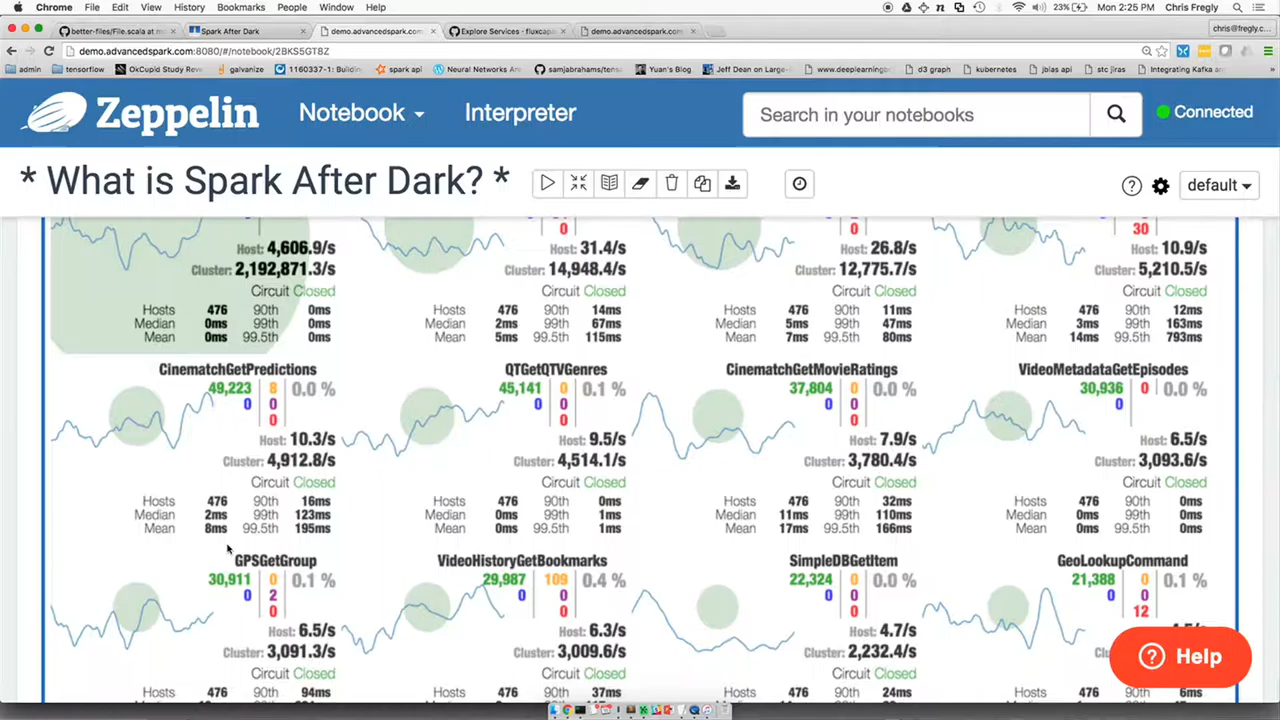 Chrome File Edit View History Bookmarks People Window Help 23% Mon 2:25 PM Chris Fregly
better-files/File.scala at m Spark After Dark demo.advancedspark.com:8080 Explore Services - fluxcap demo.advancedspark.com:8080 chris@fregly.com
demo.advancedspark.com:8080/#/notebook/2BKS5GT8Z
admin tensorflow OkCupid Study Rev galvanize 1160337-1: Building spark api Neural Networks Are samjabrahams/tens Yuan's Blog Jeff Dean on Large- www.deeplearningb d3 graph kubernetes jblas api stc jiras Integrating Kafka an
Zeppelin Notebook Interpreter Search in your notebooks Connected
* What is Spark After Dark? * default
0 30
Host: 4,606.9/s Host: 31.4/s Host: 26.8/s Host: 10.9/s
Cluster: 2,192,871.3/s Cluster: 14,948.4/s Cluster: 12,775.7/s Cluster: 5,210.5/s
Circuit Closed Circuit Closed Circuit Closed Circuit Closed
Hosts 476 90th 0ms Hosts 476 90th 14ms Hosts 476 90th 11ms Hosts 476 90th 12ms
Median 0ms 99th 0ms Median 2ms 99th 67ms Median 5ms 99th 47ms Median 3ms 99th 163ms
Mean 0ms 99.5th 0ms Mean 5ms 99.5th 115ms Mean 7ms 99.5th 80ms Mean 14ms 99.5th 793ms
CinematchGetPredictions QTGetQTVGenres CinematchGetMovieRatings VideoMetadataGetEpisodes
49,223 8 0.0 % 45,141 0 0.1 % 37,804 0 0.0 % 30,936 0 0.0 %
0 0 0 0 0 0 0
0 0 0
Host: 10.3/s Host: 9.5/s Host: 7.9/s Host: 6.5/s
Cluster: 4,912.8/s Cluster: 4,514.1/s Cluster: 3,780.4/s Cluster: 3,093.6/s
Circuit Closed Circuit Closed Circuit Closed Circuit Closed
Hosts 476 90th 16ms Hosts 476 90th 0ms Hosts 476 90th 32ms Hosts 476 90th 0ms
Median 2ms 99th 123ms Median 0ms 99th 1ms Median 11ms 99th 110ms Median 0ms 99th 0ms
Mean 8ms 99.5th 195ms Mean 0ms 99.5th 1ms Mean 17ms 99.5th 166ms Mean 0ms 99.5th 0ms
GPSGetGroup VideoHistoryGetBookmarks SimpleDBGetItem GeoLookupCommand
30,911 0 0.1 % 29,987 109 0.4 % 22,324 0 0.0 % 21,388 0 0.1 %
0 2 0 0 0 0 0 0
0 0 0 12
Host: 6.5/s Host: 6.3/s Host: 4.7/s
Cluster: 3,091.3/s Cluster: 3,009.6/s Cluster: 2,232.4/s
Circuit Closed Circuit Closed Circuit Closed
Hosts 476 90th 94ms Hosts 476 90th 37ms Hosts 476 90th 24ms Hosts 476 90th 6ms
Help